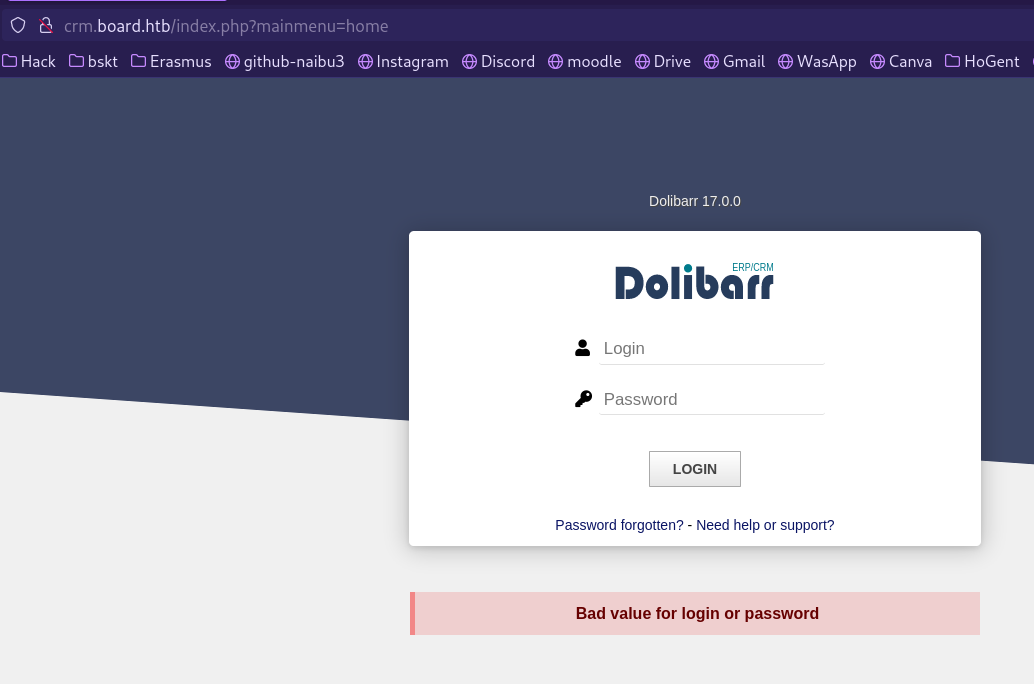 crm.board.htb/index.php?mainmenu=home
Hack bskt Erasmus github-naibu3 Instagram Discord moodle Drive Gmail WasApp Canva HoGent
Dolibarr 17.0.0
Dolibarr ERP/CRM
Login
Password
LOGIN
Password forgotten? - Need help or support?
Bad value for login or password